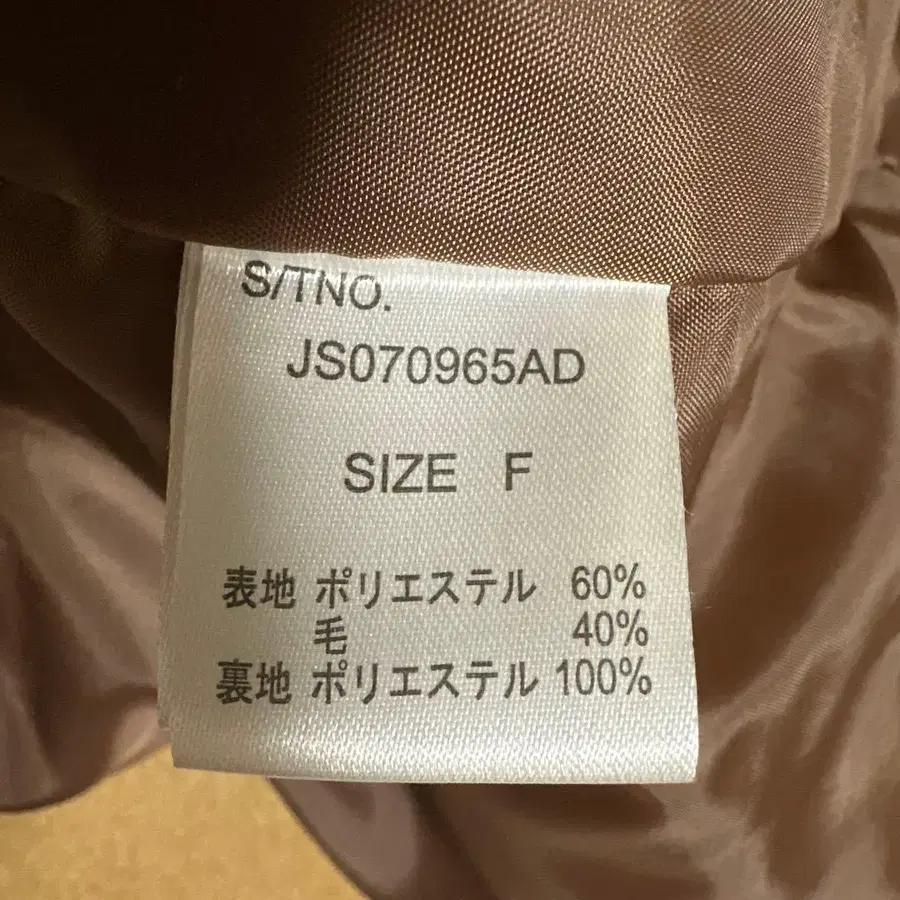 S/TNO.
JS070965AD
SIZE F
表地 ポリエステル 60%
毛 40%
裏地 ポリエステル 100%